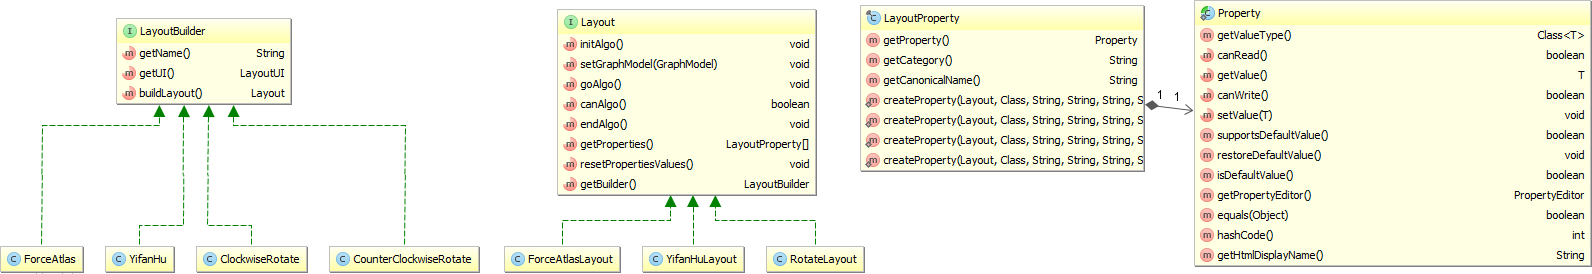 LayoutBuilder
getName() String
getUI() LayoutUI
buildLayout() Layout
ForceAtlas
YifanHu
ClockwiseRotate
CounterClockwiseRotate
Layout
initAlgo() void
setGraphModel(GraphModel) void
goAlgo() void
canAlgo() boolean
endAlgo() void
getProperties() LayoutProperty[]
resetPropertiesValues() void
getBuilder() LayoutBuilder
ForceAtlasLayout
YifanHuLayout
RotateLayout
LayoutProperty
getProperty() Property
getCategory() String
getCanonicalName() String
createProperty(Layout, Class, String, String, String, S
createProperty(Layout, Class, String, String, String, S
createProperty(Layout, Class, String, String, String, S
createProperty(Layout, Class, String, String, String, S
1 1
Property
getValueType() Class<T>
canRead() boolean
getValue() T
canWrite() boolean
setValue(T) void
supportsDefaultValue() boolean
restoreDefaultValue() void
isDefaultValue() boolean
getPropertyEditor() PropertyEditor
equals(Object) boolean
hashCode() int
getHtmlDisplayName() String